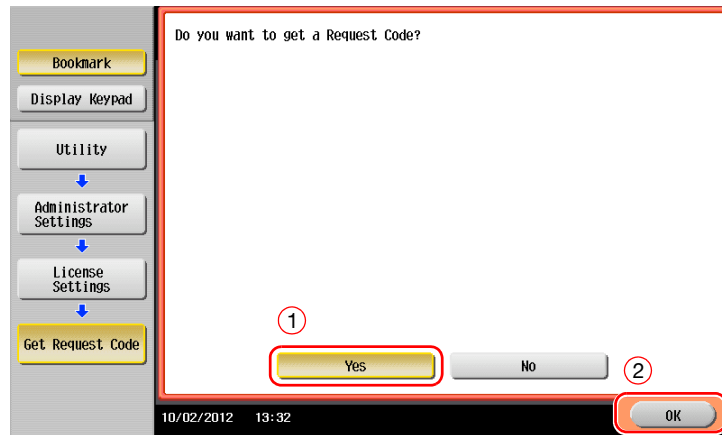 Do you want to get a Request Code?
Bookmark
Display Keypad
Utility
Administrator
Settings
License
Settings
Get Request Code
1
Yes
No
2
10/02/2012 13:32
OK